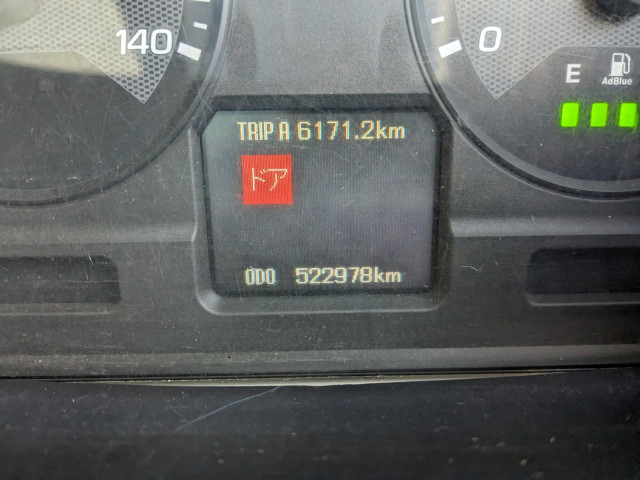 140
0
E
AdBlue
TRIP A 6171.2km
ドア
ODO 522978km